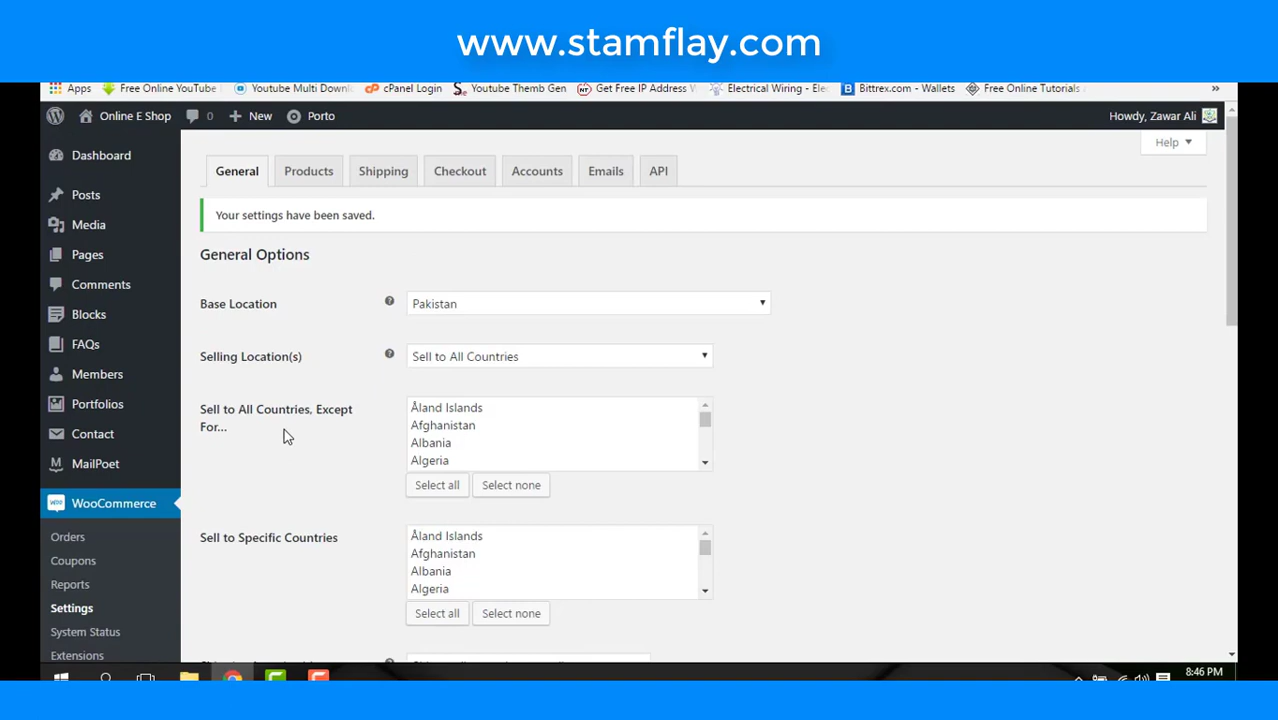 www.stamflay.com
Apps Free Online YouTube Youtube Multi Downl cPanel Login Youtube Themb Gen Get Free IP Address W Electrical Wiring - Elec Bittrex.com - Wallets Free Online Tutorials »
Online E Shop 0 New Porto Howdy, Zawar Ali
Help
Dashboard
Posts
Media
Pages
Comments
Blocks
FAQs
Members
Portfolios
Contact
MailPoet
WooCommerce
Orders
Coupons
Reports
Settings
System Status
Extensions
General Products Shipping Checkout Accounts Emails API
Your settings have been saved.
General Options
Base Location Pakistan
Selling Location(s) Sell to All Countries
Sell to All Countries, Except
For...
Åland Islands
Afghanistan
Albania
Algeria
Select all Select none
Sell to Specific Countries
Åland Islands
Afghanistan
Albania
Algeria
Select all Select none
8:46 PM